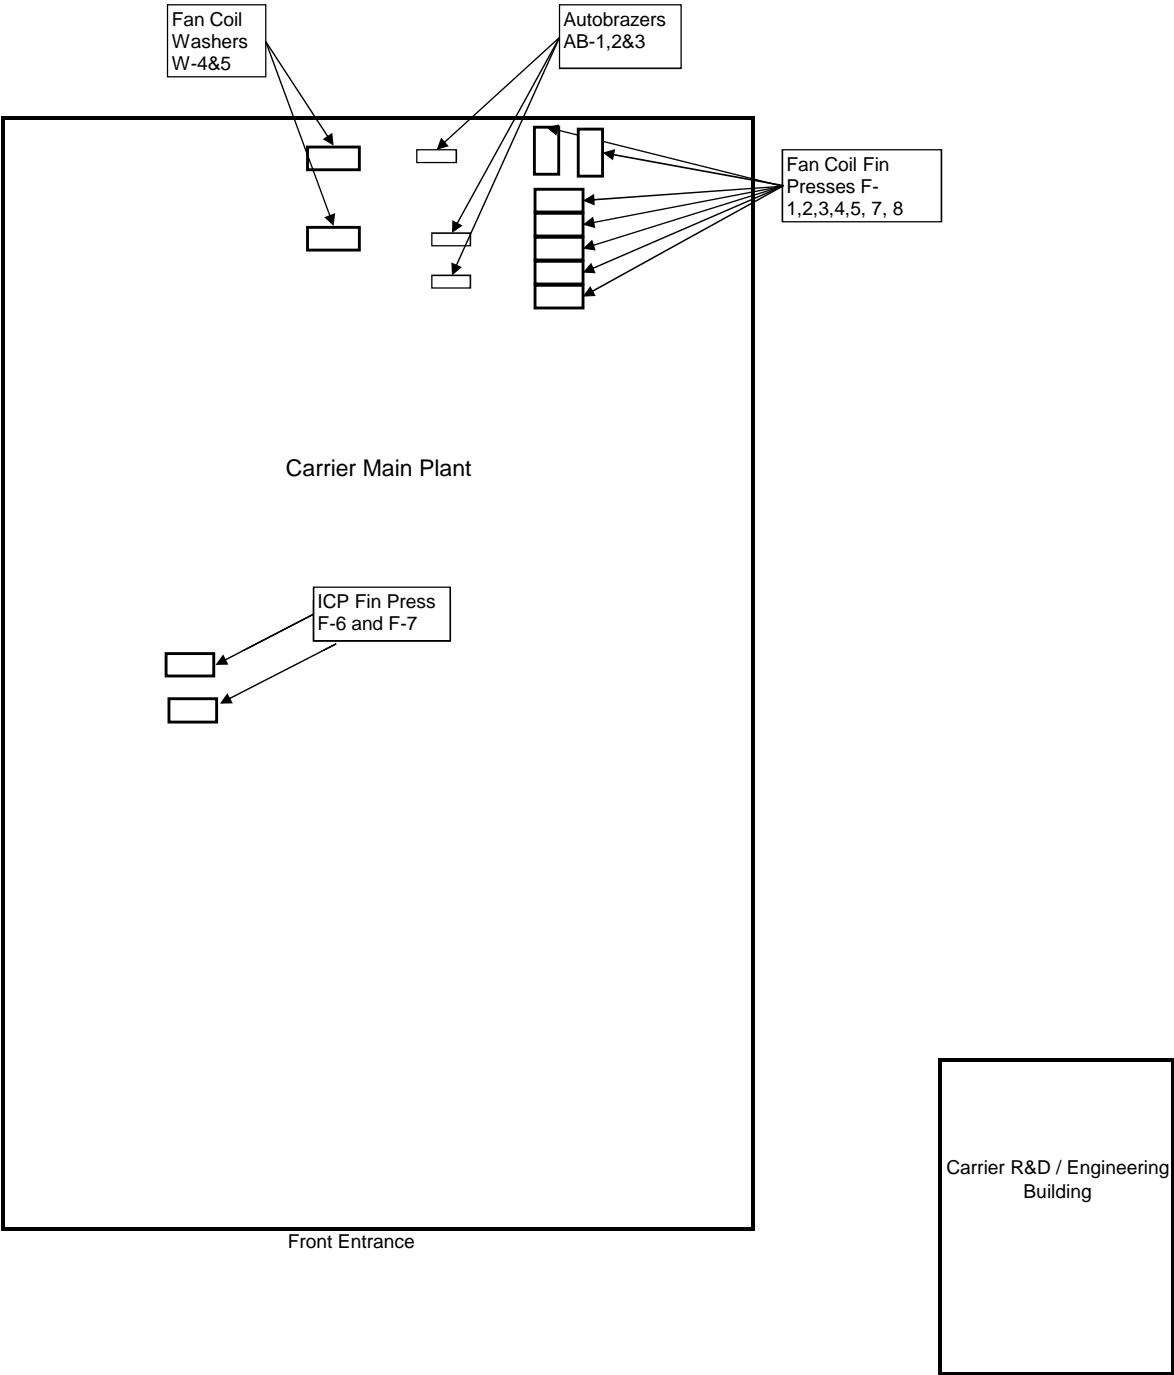 Fan Coil
Washers
W-4&5
Autobrazers
AB-1,2&3
Fan Coil Fin
Presses F-
1,2,3,4,5, 7, 8
Carrier Main Plant
ICP Fin Press
F-6 and F-7
Carrier R&D / Engineering
Building
Front Entrance